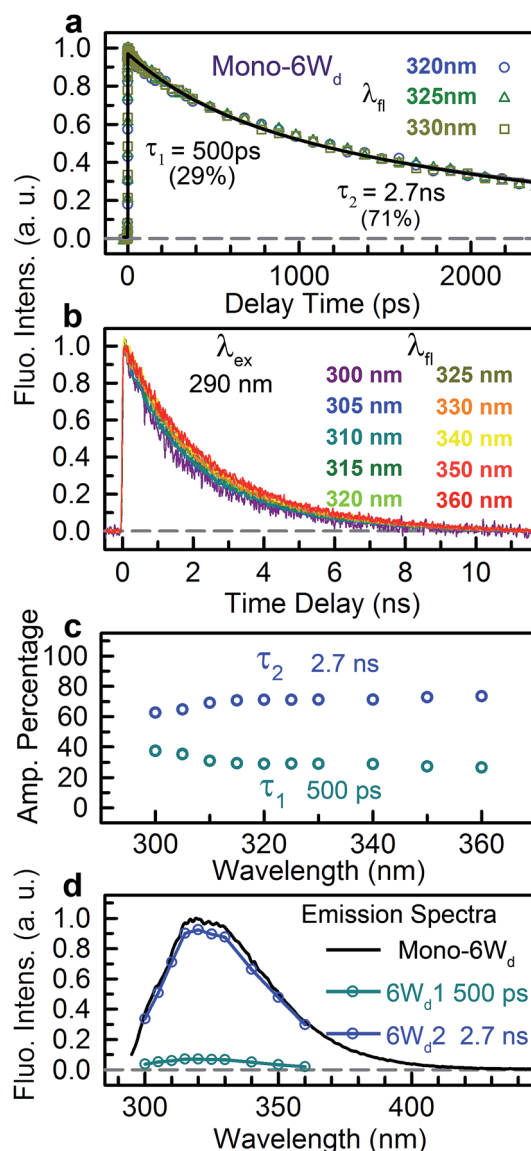 a
1.0
0.8
0.6
0.4
0.2
0.0
Mono-6Wd
λfl
320nm
325nm
330nm
τ1 = 500ps
(29%)
τ2 = 2.7ns
(71%)
0 1000 2000
Delay Time (ps)
Fluo. Intens. (a. u.)
b
1.0
0.8
0.6
0.4
0.2
0.0
λex
290 nm
λfl
300 nm 325 nm
305 nm 330 nm
310 nm 340 nm
315 nm 350 nm
320 nm 360 nm
0 2 4 6 8 10
Time Delay (ns)
c
Amp. Percentage
100
80
60
40
20
0
τ2 2.7 ns
τ1 500 ps
300 320 340 360
Wavelength (nm)
d
Fluo. Intens. (a. u.)
1.0
0.8
0.6
0.4
0.2
0.0
Emission Spectra
Mono-6Wd
6Wd1 500 ps
6Wd2 2.7 ns
300 350 400
Wavelength (nm)